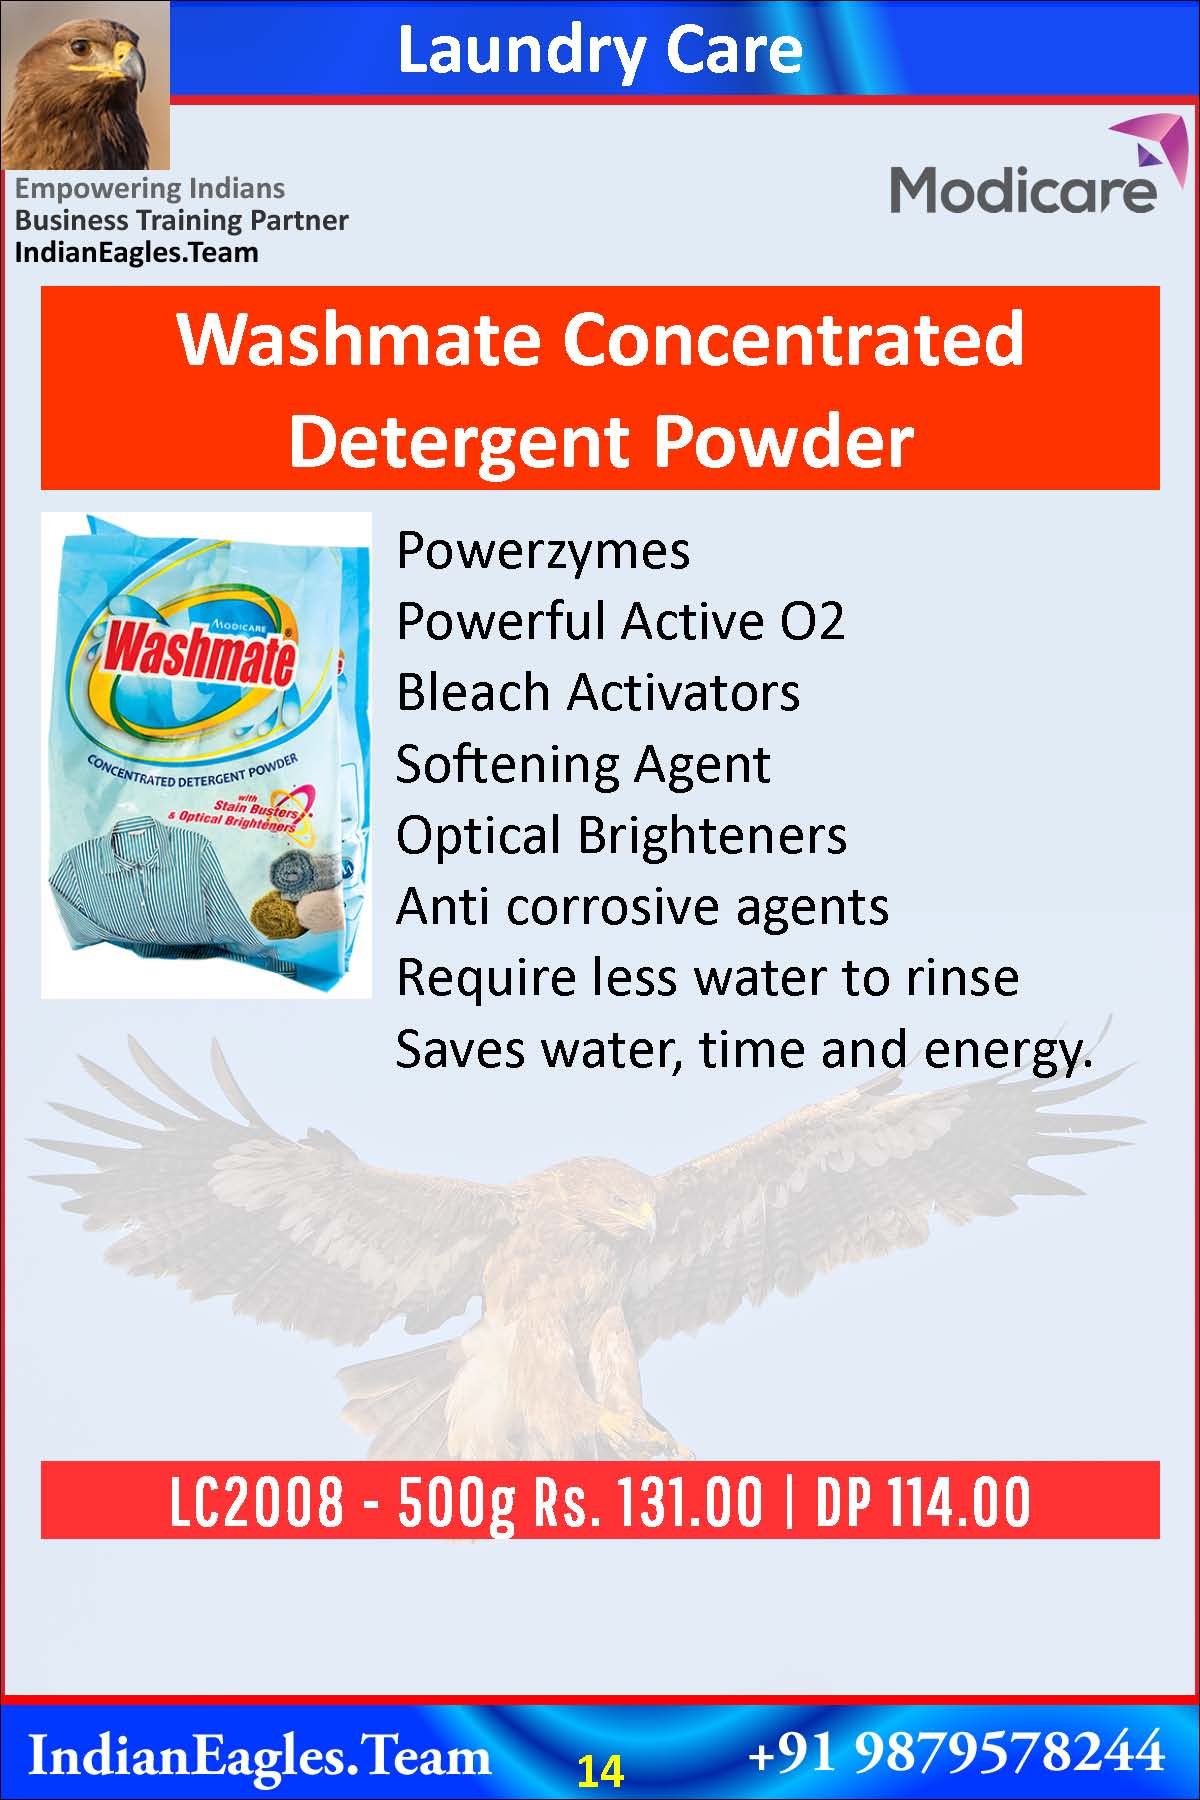 Laundry Care
Empowering Indians
Business Training Partner
IndianEagles.Team
Modicare
Washmate Concentrated
Detergent Powder
MODICARE
Washmate®
CONCENTRATED DETERGENT POWDER
with
Stain Busters
& Optical Brighteners
Powerzymes
Powerful Active O2
Bleach Activators
Softening Agent
Optical Brighteners
Anti corrosive agents
Require less water to rinse
Saves water, time and energy.
LC2008 - 500g Rs. 131.00 | DP 114.00
IndianEagles.Team
14
+91 9879578244